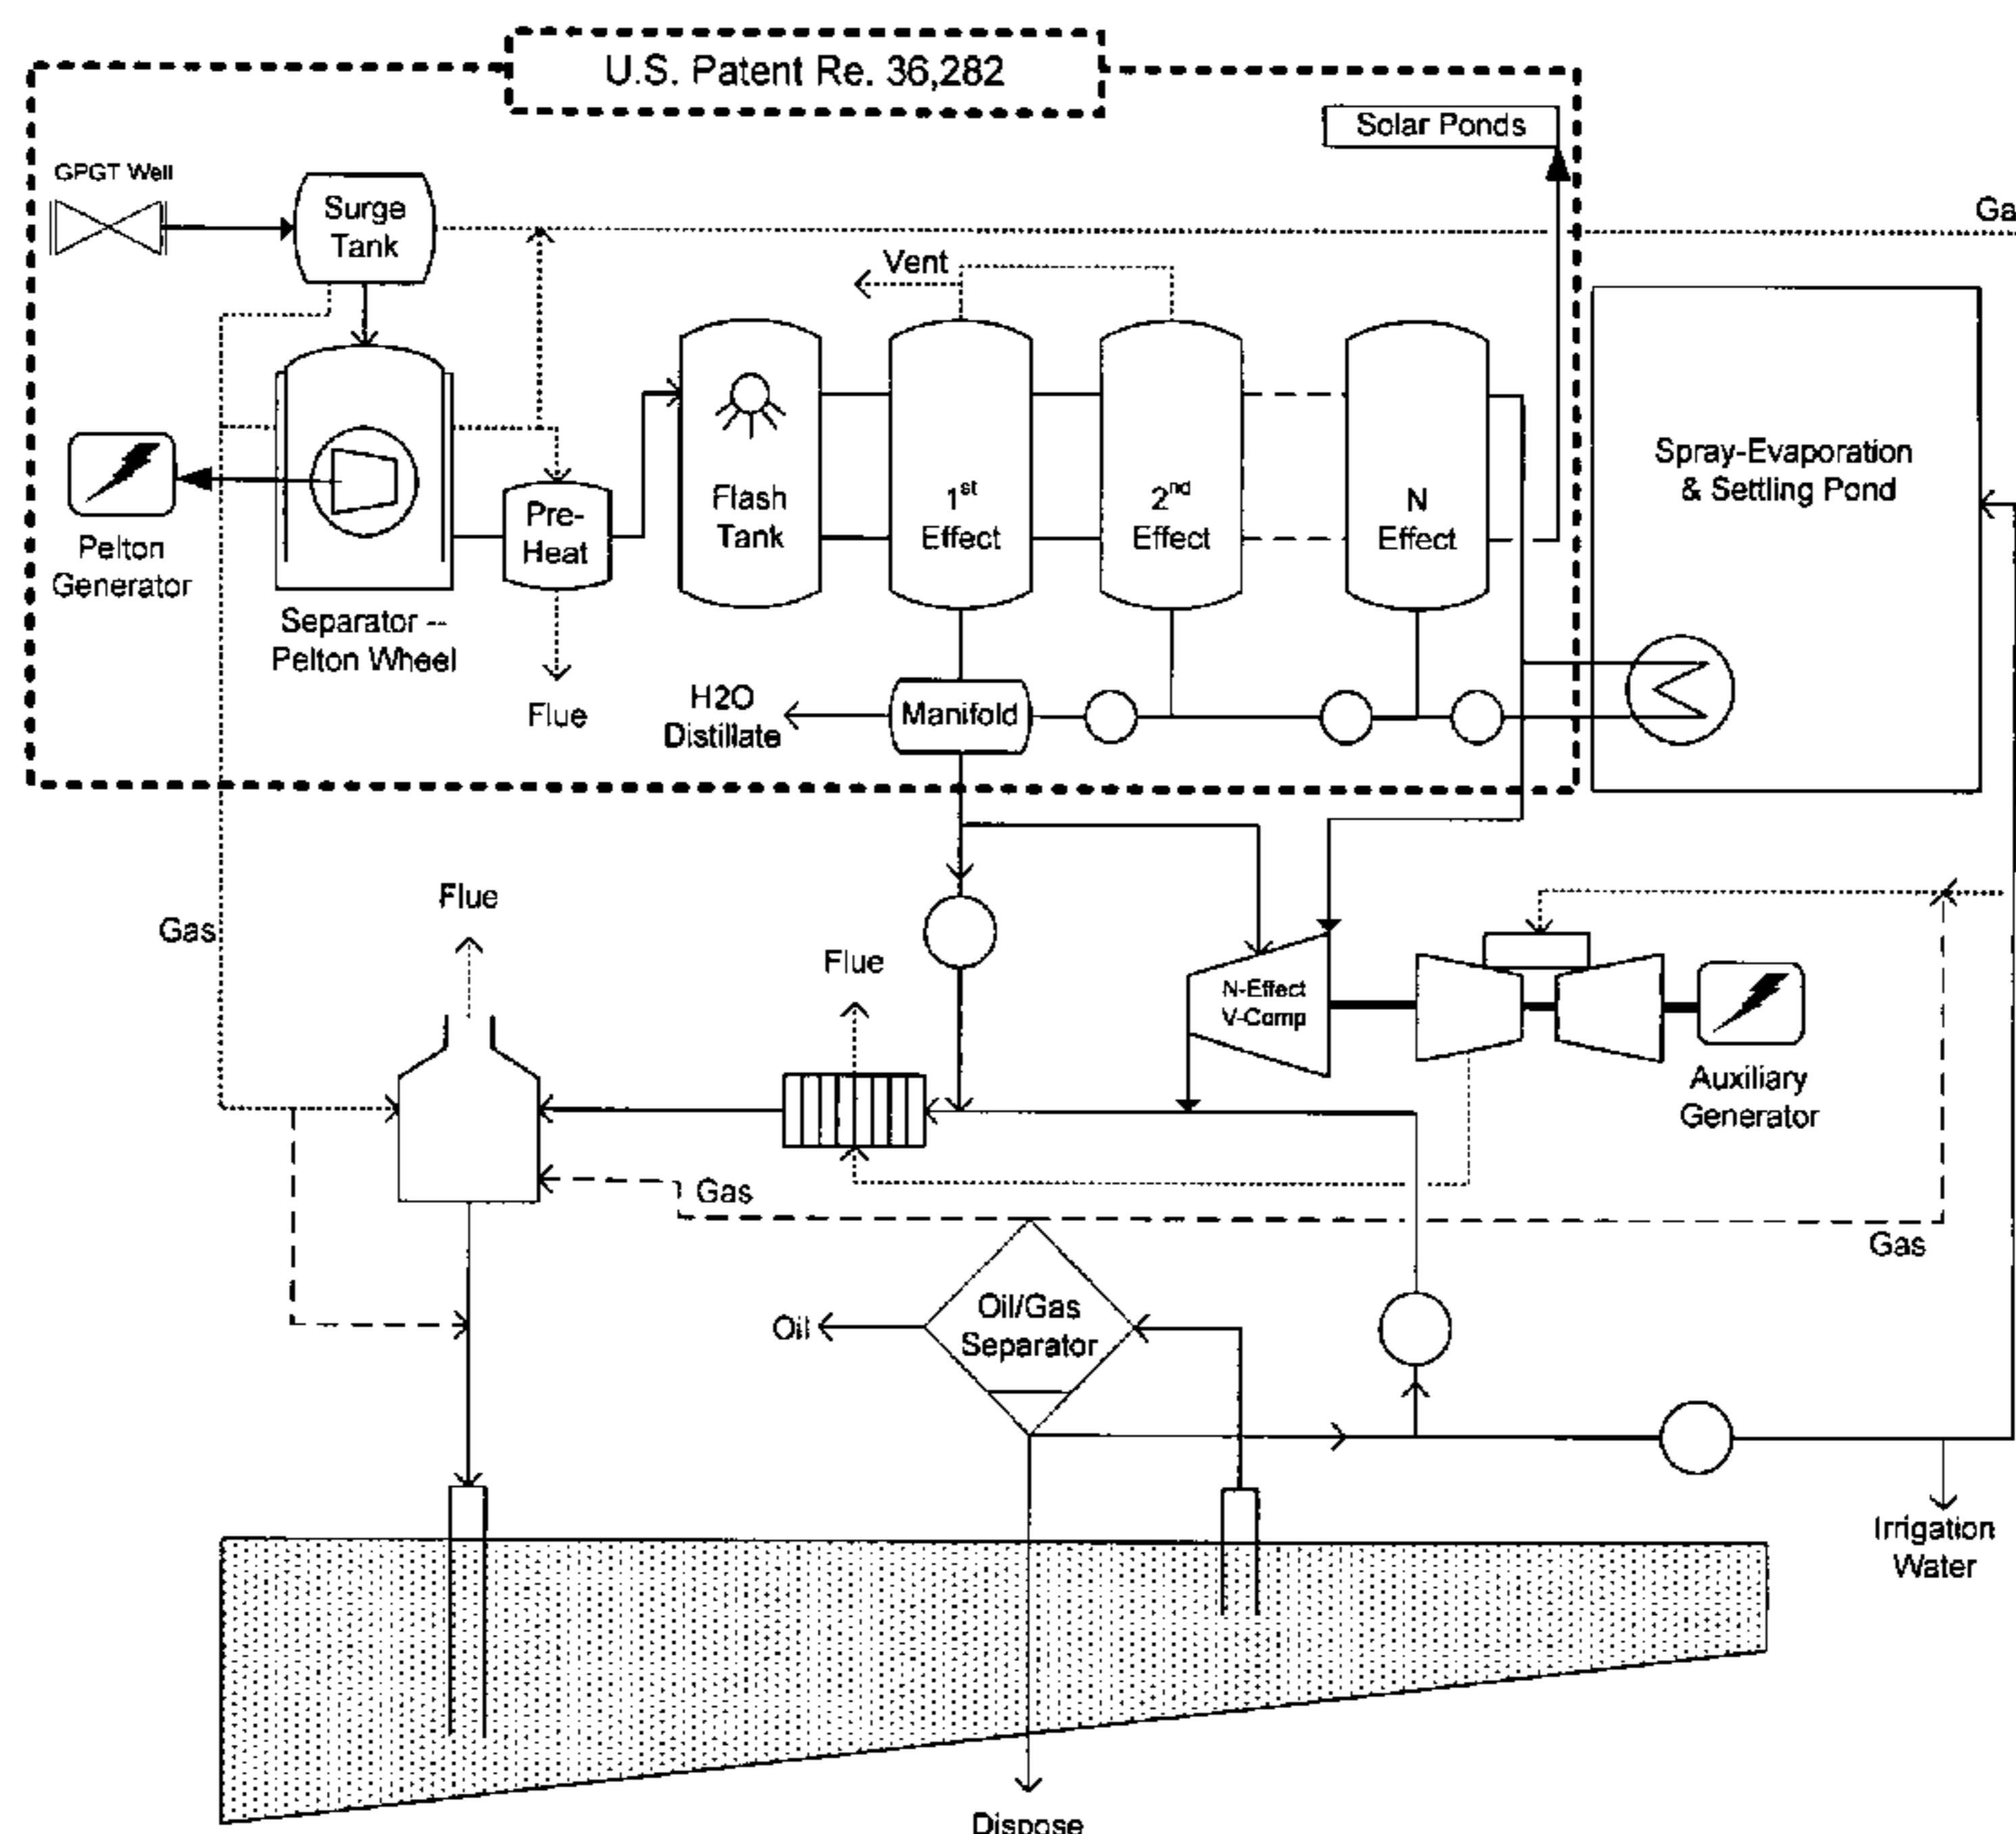 U.S. Patent Re. 36,282
Solar Ponds
GPGT Well
Surge
Tank
Vent
Spray-Evaporation
& Settling Pond
Pelton
Generator
Separator --
Pelton Wheel
Pre-
Heat
Flue
Flash
Tank
1st
Effect
2nd
Effect
N
Effect
H2O
Distillate
Manifold
Gas
Flue
Flue
N-Effect
V-Comp
Auxiliary
Generator
Gas
Gas
Oil
Oil/Gas
Separator
Irrigation
Water
Dispose